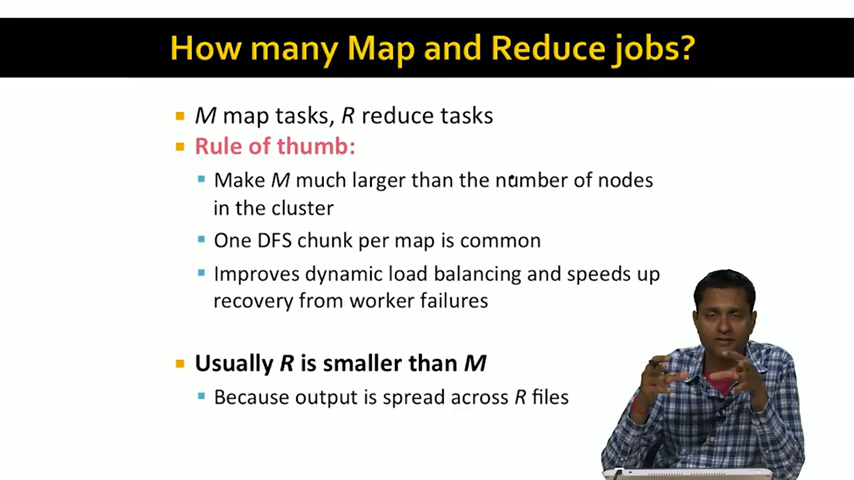 How many Map and Reduce jobs?
M map tasks, R reduce tasks
Rule of thumb:
Make M much larger than the number of nodes
in the cluster
One DFS chunk per map is common
Improves dynamic load balancing and speeds up
recovery from worker failures
Usually R is smaller than M
Because output is spread across R files